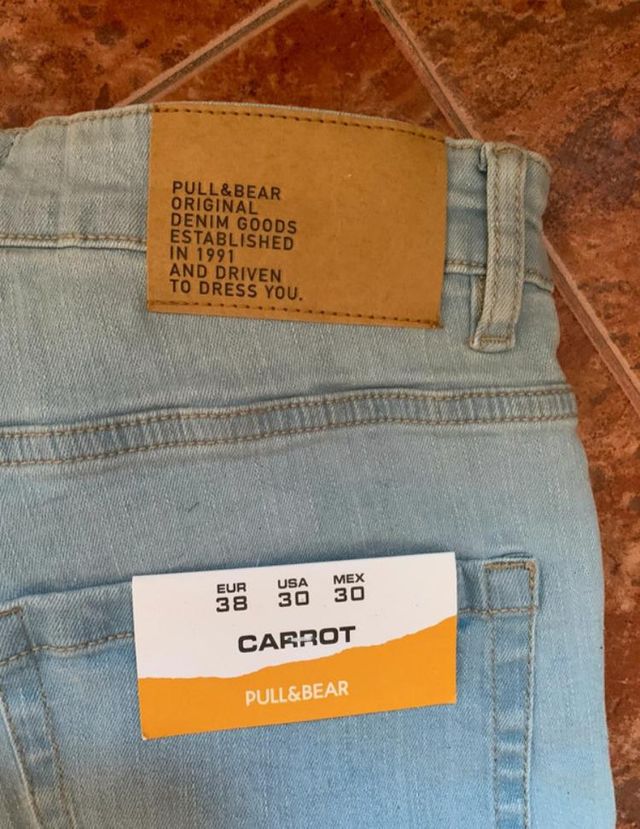 PULL&BEAR
ORIGINAL
DENIM GOODS
ESTABLISHED
IN 1991
AND DRIVEN
TO DRESS YOU.
EUR USA MEX
38 30 30
CARROT
PULL&BEAR